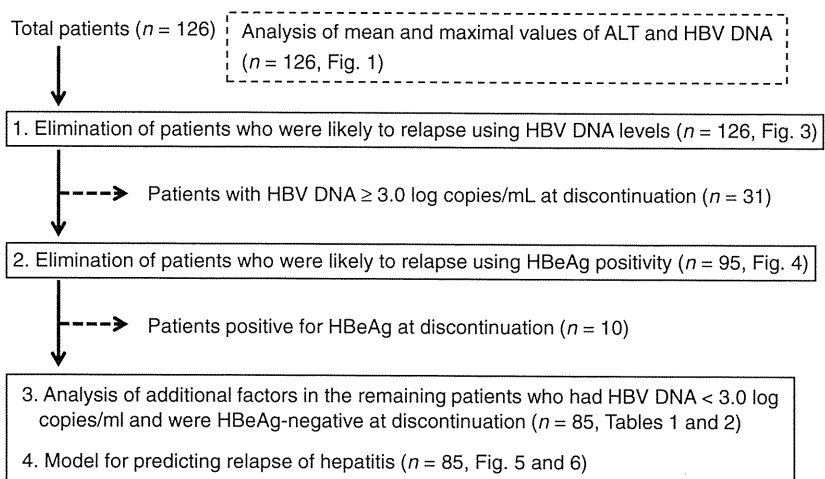 Total patients (n = 126)
Analysis of mean and maximal values of ALT and HBV DNA
(n = 126, Fig. 1)
1. Elimination of patients who were likely to relapse using HBV DNA levels (n = 126, Fig. 3)
Patients with HBV DNA ≥ 3.0 log copies/mL at discontinuation (n = 31)
2. Elimination of patients who were likely to relapse using HBeAg positivity (n = 95, Fig. 4)
Patients positive for HBeAg at discontinuation (n = 10)
3. Analysis of additional factors in the remaining patients who had HBV DNA < 3.0 log
copies/ml and were HBeAg-negative at discontinuation (n = 85, Tables 1 and 2)
4. Model for predicting relapse of hepatitis (n = 85, Fig. 5 and 6)